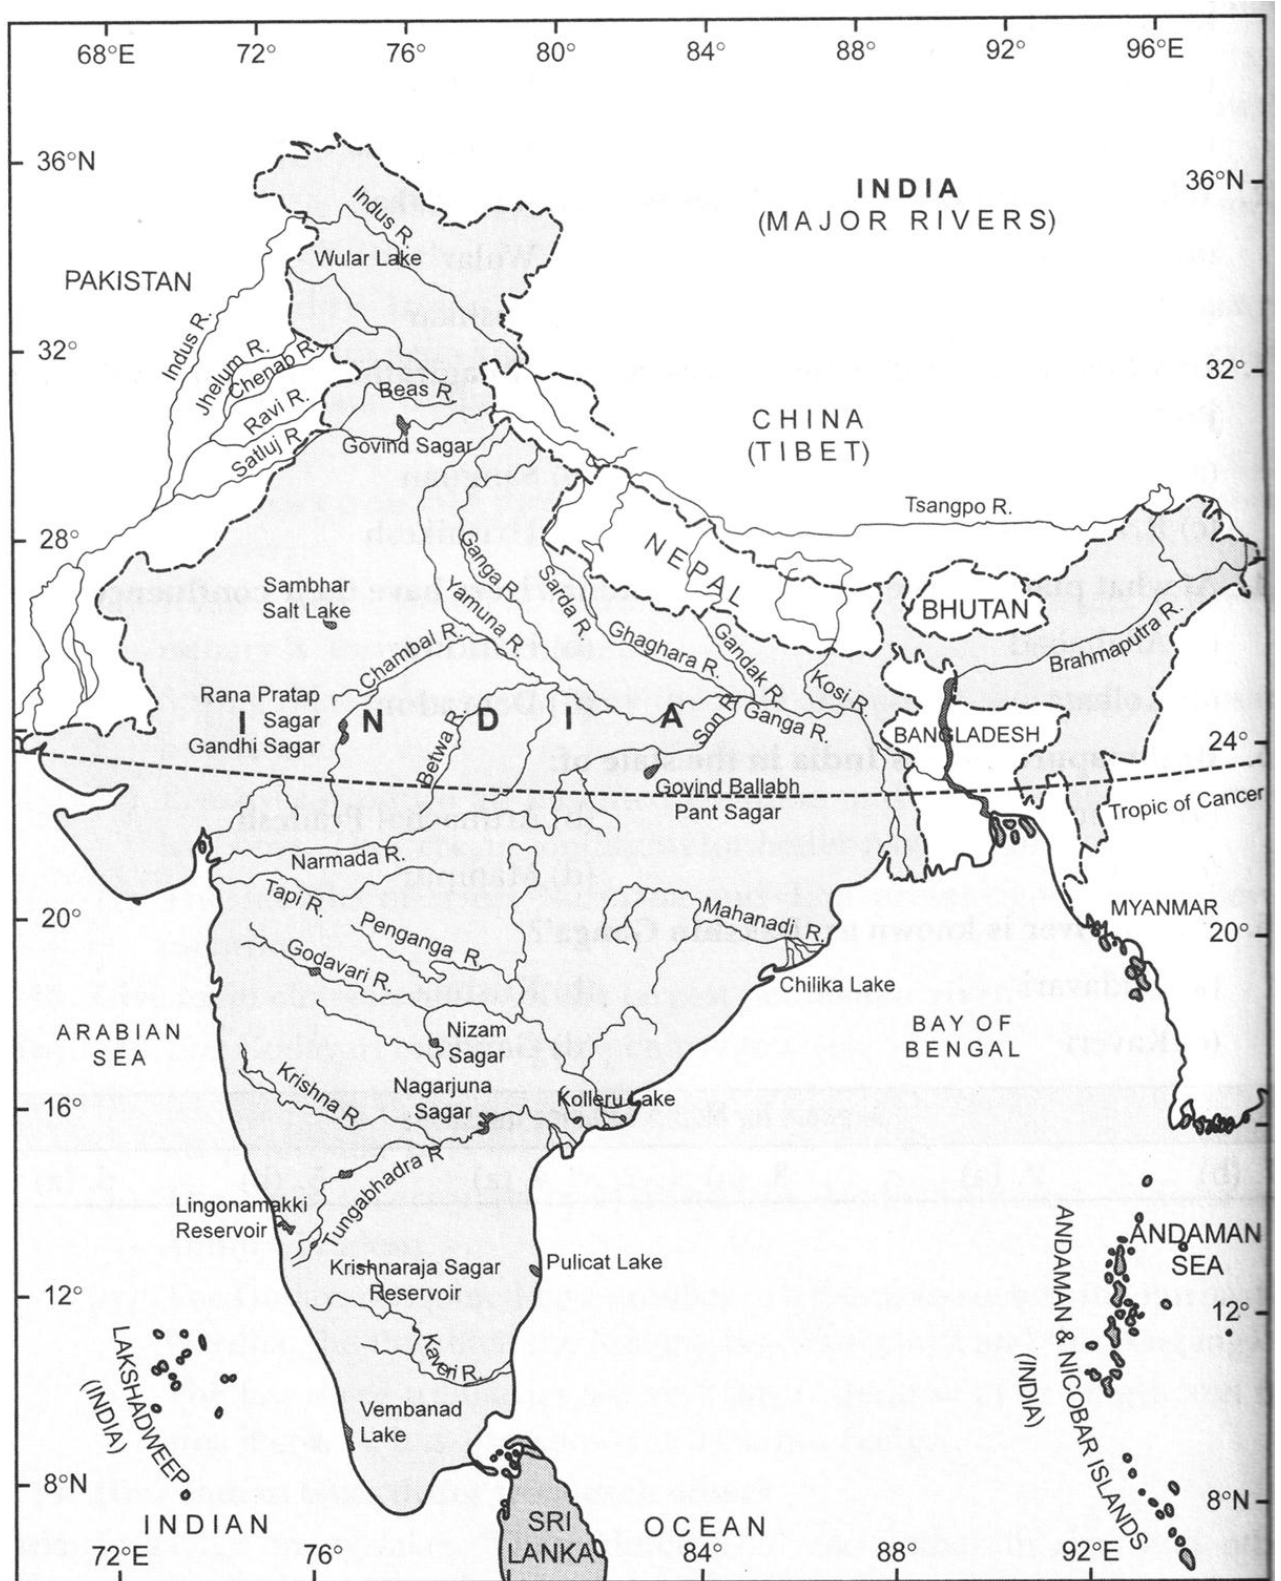 68°E 72° 76° 80° 84° 88° 92° 96°E
36°N
36°N
INDIA
(MAJOR RIVERS)
Indus R.
Wular Lake
PAKISTAN
Indus R.
32°
32°
Jhelum R.
Chenab R.
Beas R.
Ravi R.
Satluj R.
Govind Sagar
CHINA
(TIBET)
Tsangpo R.
28°
28°
NEPAL
Ganga R.
Sarda R.
Yamuna R.
Sambhar
Salt Lake
BHUTAN
Brahmaputra R.
Chambal R.
Ghaghara R.
Gandak R.
Kosi R.
Rana Pratap
Sagar
Gandhi Sagar
I N D I A
Betwa R.
Son R.
Ganga R.
BANGLADESH
24°
Govind Ballabh
Pant Sagar
Tropic of Cancer
Narmada R.
Tapi R.
Penganga R.
Mahanadi R.
MYANMAR
20°
20°
Godavari R.
Chilika Lake
ARABIAN
SEA
Nizam
Sagar
BAY OF
BENGAL
Krishna R.
Nagarjuna
Sagar
Kolleru Lake
16°
16°
Tungabhadra R.
Lingonamakki
Reservoir
Krishnaraja Sagar
Reservoir
Pulicat Lake
ANDAMAN
SEA
12°
12°
Kaveri R.
LAKSHADWEEP
(INDIA)
ANDAMAN & NICOBAR ISLANDS
(INDIA)
Vembanad
Lake
8°N
8°N
INDIAN
OCEAN
SRI
LANKA
72°E 76° 84° 88° 92°E